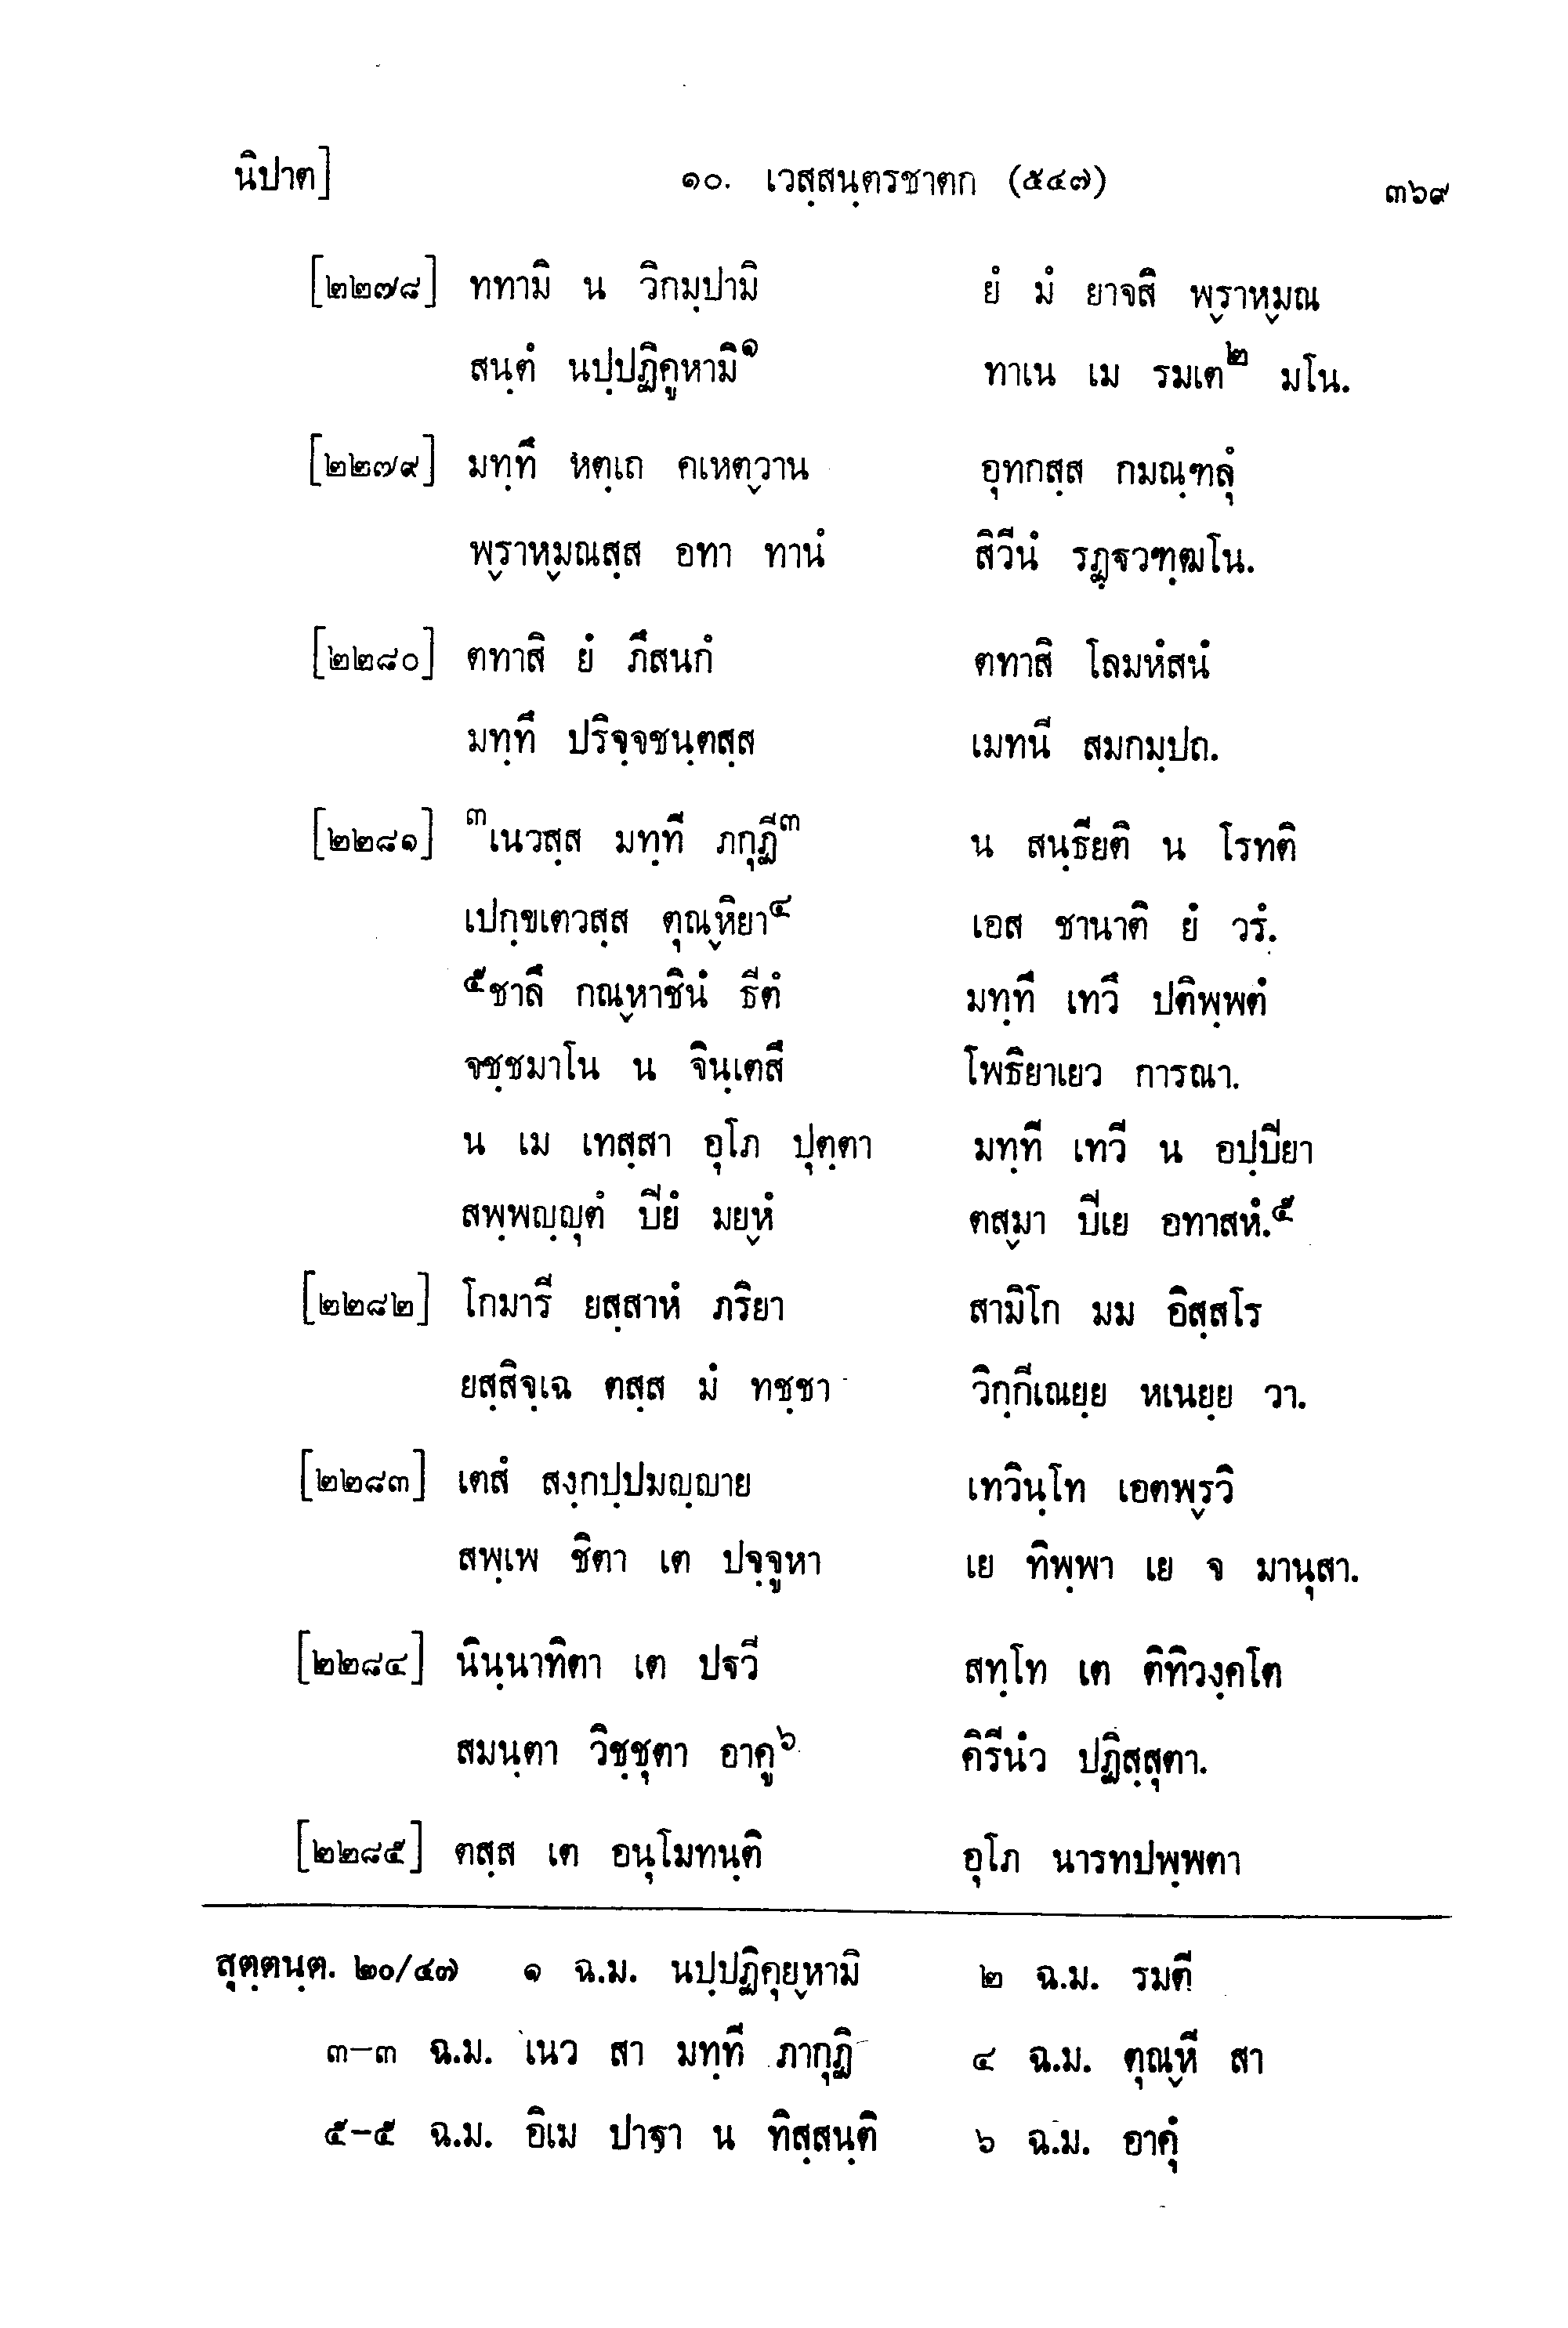 นิปาต] ๑๐. เวสฺสนฺตรชาตก (๕๔๗) ๓๖๙
[๒๒๗๘] ททามิ น วิกมฺปามิ ยํ มํ ยาจสิ พฺราหฺมณ
สนฺตํ นปฺปฏิคูหามิ๑ ทาเน เม รมเต๒ มโน.
[๒๒๗๙] มทฺทึ หตฺเถ คเหตฺวาน อุทกสฺส กมณฺฑลุํ
พฺราหฺมณสฺส อทา ทานํ สิวีนํ รฏฺฐวฑฺฒโน.
[๒๒๘๐] ตทาสิ ยํ ภึสนกํ ตทาสิ โลมหํสนํ
มทฺทึ ปริจฺจชนฺตสฺส เมทนี สมกมฺปถ.
[๒๒๘๑] ๓เนวสฺส มทฺที ภกุฏี๓ น สนฺธียติ น โรทติ
เปกฺขเตวสฺส ตุณฺหิยา๔ เอส ชานาติ ยํ วรํ.
๕ชาลึ กณฺหาชินํ ธีตํ มทฺทึ เทวึ ปติพฺพตํ
จชฺชมาโน น จินฺเตสึ โพธิยาเยว การณา.
น เม เทสฺสา อุโภ ปุตฺตา มทฺที เทวี น อปฺปียา
สพฺพญฺญุตํ ปียํ มยฺหํ ตสฺมา ปีเย อทาสหํ.๕
[๒๒๘๒] โกมารี ยสฺสาหํ ภริยา สามิโก มม อิสฺสโร
ยสฺสิจฺเฉ ตสฺส มํ ทชฺชา วิกฺกีเณยฺย หเนยฺย วา.
[๒๒๘๓] เตสํ สงฺกปฺปมญฺญาย เทวินฺโท เอตพฺรูวิ
สพฺเพ ชิตา เต ปจฺจูหา เย ทิพฺพา เย จ มานุสา.
[๒๒๘๔] นินฺนาทิตา เต ปฐวี สทฺโท เต ติทิวงฺคโต
สมนฺตา วิชฺชุตา อาคู๖ คิรีนํว ปฏิสฺสุตา.
[๒๒๘๕] ตสฺส เต อนุโมทนฺติ อุโภ นารทปพฺพตา
สุตฺตนฺต. ๒๐/๔๗ ๑ ฉ.ม. นปฺปฏิคุยฺหามิ ๒ ฉ.ม. รมตี
๓-๓ ฉ.ม. เนว สา มทฺที ภากุฏิ ๔ ฉ.ม. ตุณฺหี สา
๕-๕ ฉ.ม. อิเม ปาฐา น ทิสฺสนฺติ ๖ ฉ.ม. อาคุํ